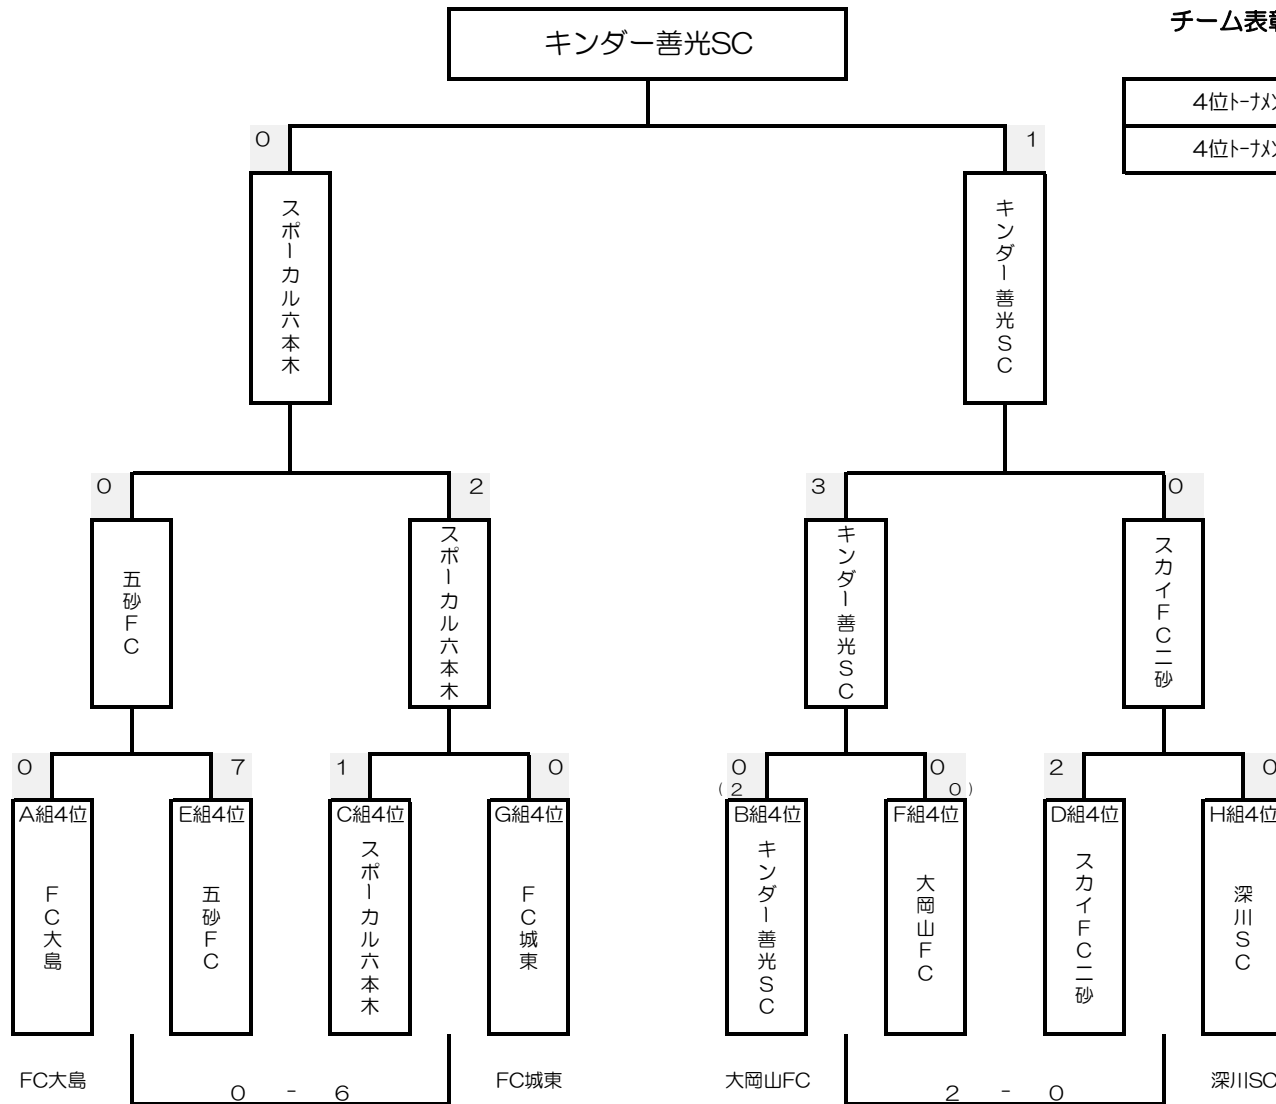 キンダー善光SC
チーム表彰
4位トーナメン
4位トーナメン
0 1
スポーカル六本木
キンダー善光SC
0 2 3 0
五砂FC
スポーカル六本木
キンダー善光SC
スカイFC二砂
0 7 1 0 0 0 2 0
(2 0)
A組4位 E組4位 C組4位 G組4位 B組4位 F組4位 D組4位 H組4位
FC大島
五砂FC
スポーカル六本木
FC城東
キンダー善光SC
大岡山FC
スカイFC二砂
深川SC
FC大島 0 - 6 FC城東 大岡山FC 2 - 0 深川SC